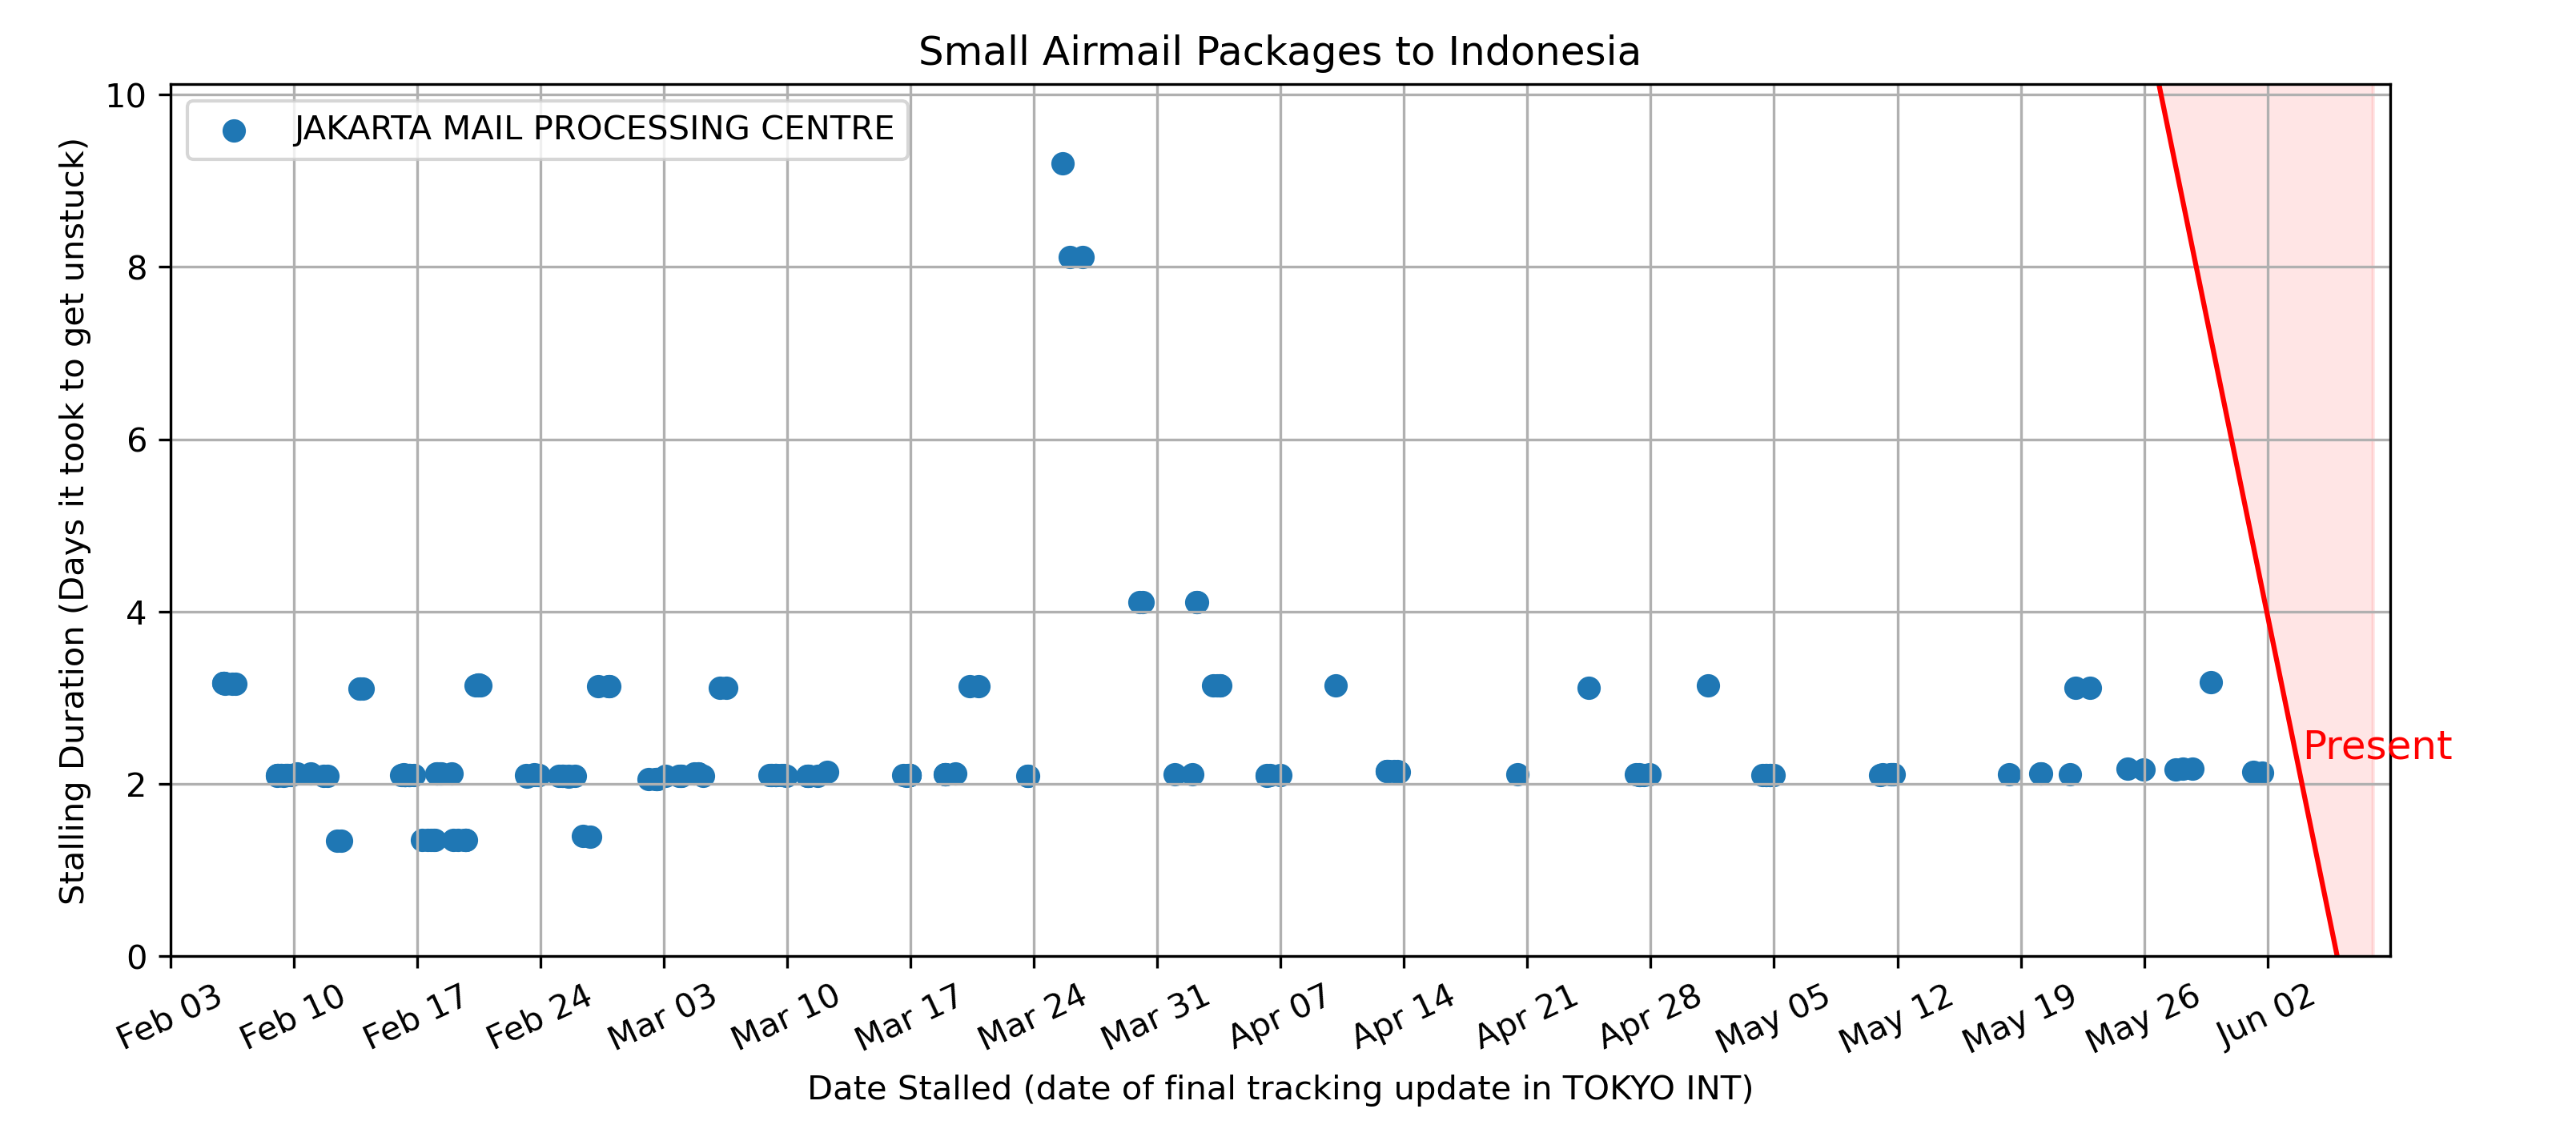 Small Airmail Packages to Indonesia
JAKARTA MAIL PROCESSING CENTRE
Stalling Duration (Days it took to get unstuck)
10
8
6
4
2
0
Present
Feb 03
Feb 10
Feb 17
Feb 24
Mar 03
Mar 10
Mar 17
Mar 24
Mar 31
Apr 07
Apr 14
Apr 21
Apr 28
May 05
May 12
May 19
May 26
Jun 02
Date Stalled (date of final tracking update in TOKYO INT)